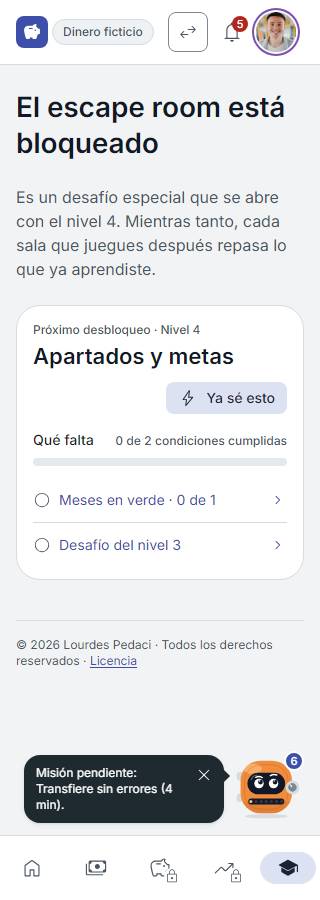 Dinero ficticio
5
El escape room está
bloqueado
Es un desafío especial que se abre
con el nivel 4. Mientras tanto, cada
sala que juegues después repasa lo
que ya aprendiste.
Próximo desbloqueo · Nivel 4
Apartados y metas
Ya sé esto
Qué falta 0 de 2 condiciones cumplidas
Meses en verde · 0 de 1
Desafío del nivel 3
© 2026 Lourdes Pedaci · Todos los derechos
reservados · Licencia
Misión pendiente:
Transfiere sin errores (4
min).
6